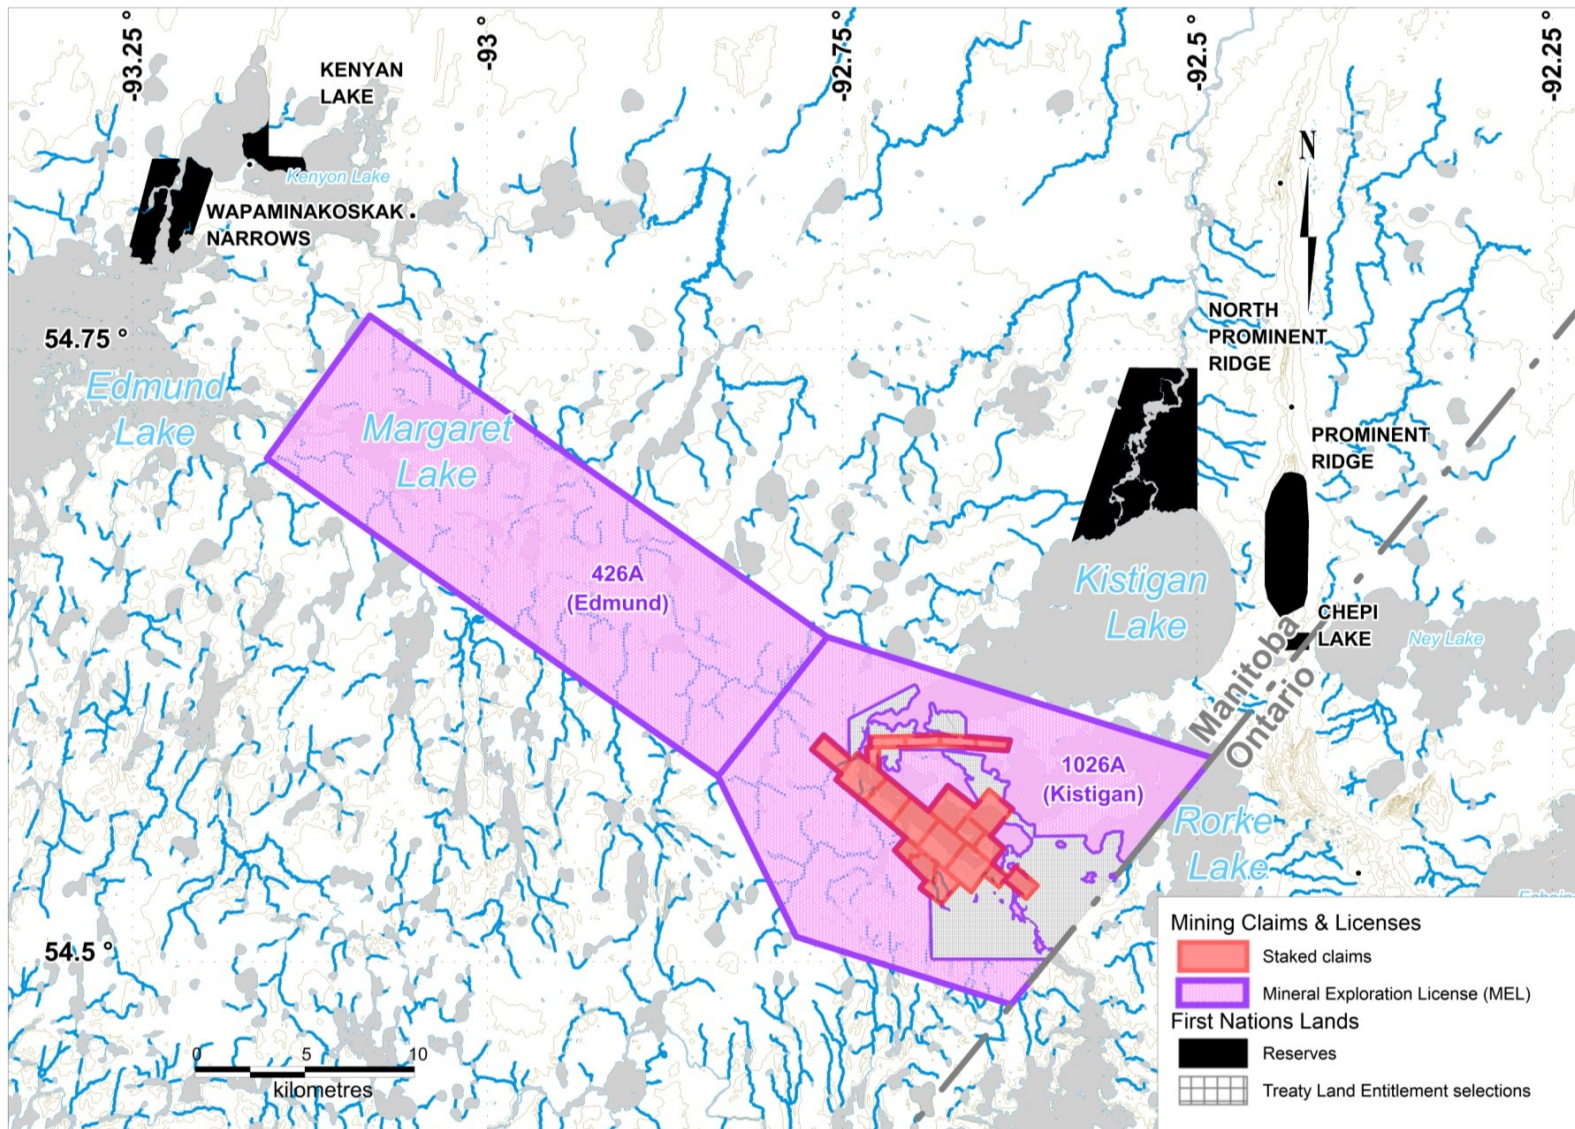 -93.25 °
-93 °
-92.75 °
-92.5 °
-92.25 °
KENYAN
LAKE
Kenyon Lake
WAPAMINAKOSKAK
NARROWS
N
54.75 °
Edmund
Lake
Margaret
Lake
NORTH
PROMINENT
RIDGE
PROMINENT
RIDGE
426A
(Edmund)
Kistigan
Lake
CHEPI
LAKE
Ney Lake
Manitoba
Ontario
1026A
(Kistigan)
Rorke
Lake
54.5 °
0 5 10
kilometres
Mining Claims & Licenses
Staked claims
Mineral Exploration License (MEL)
First Nations Lands
Reserves
Treaty Land Entitlement selections